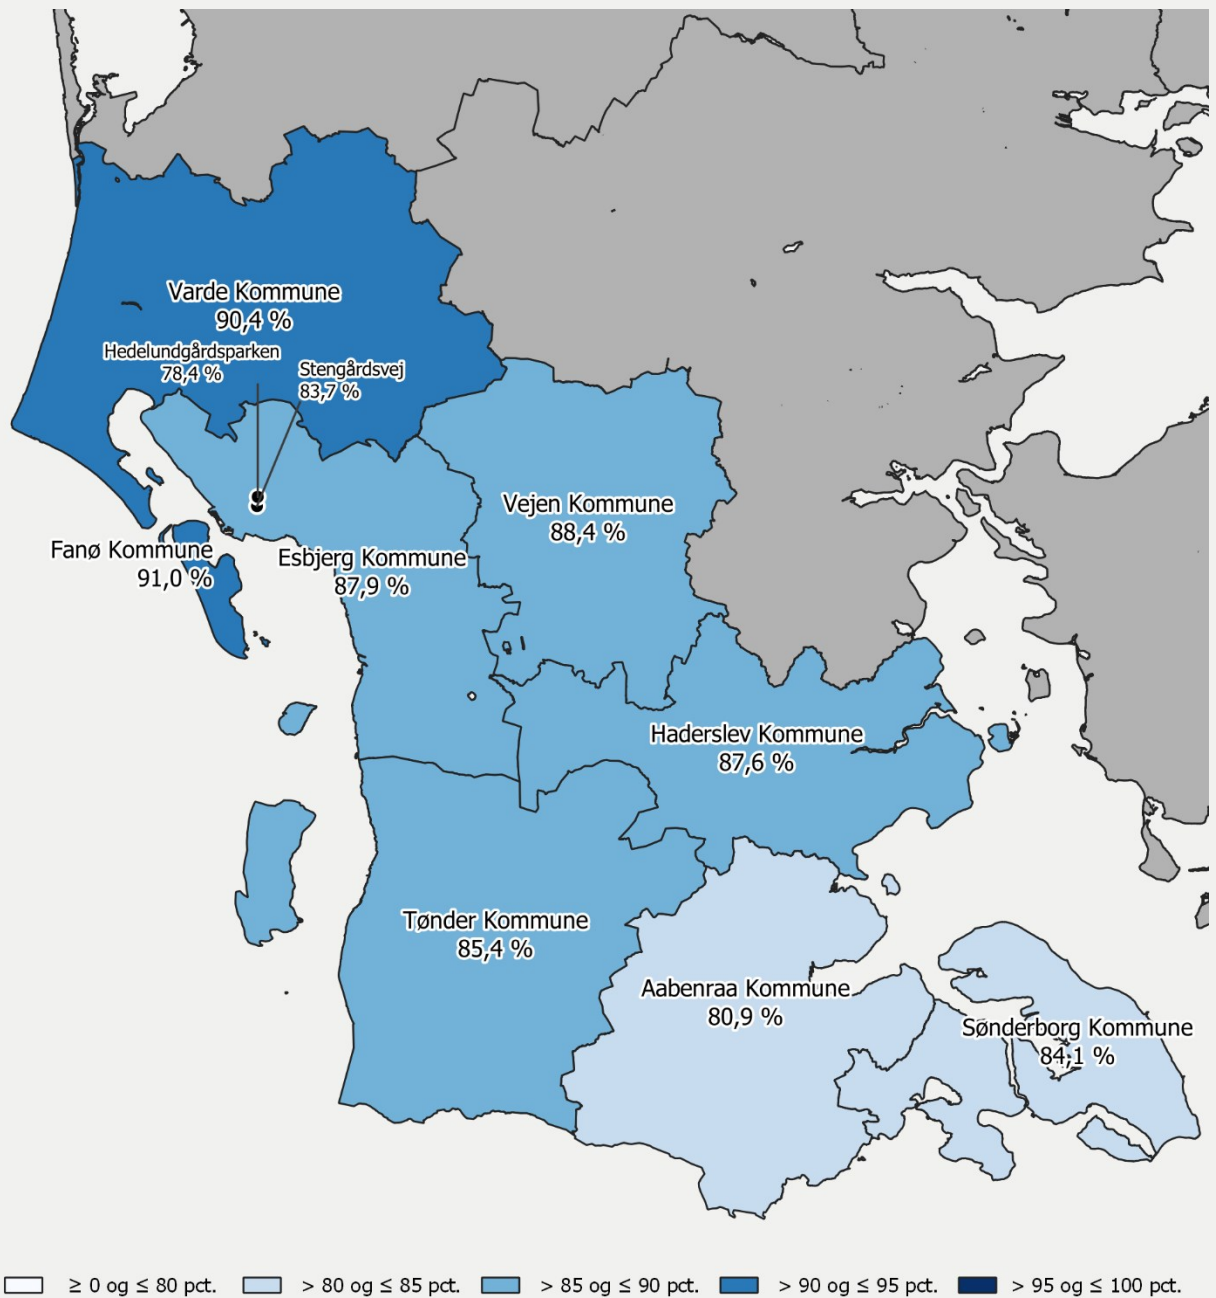 Varde Kommune
90,4 %
Hedelundgårdsparken
78,4 %
Stengårdsvej
83,7 %
Vejen Kommune
88,4 %
Fanø Kommune
91,0 %
Esbjerg Kommune
87,9 %
Haderslev Kommune
87,6 %
Tønder Kommune
85,4 %
Aabenraa Kommune
80,9 %
Sønderborg Kommune
84,1 %
≥ 0 og ≤ 80 pct.
> 80 og ≤ 85 pct.
> 85 og ≤ 90 pct.
> 90 og ≤ 95 pct.
> 95 og ≤ 100 pct.